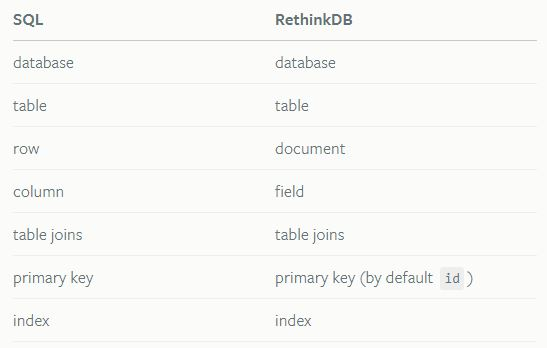 SQL RethinkDB
database database
table table
row document
column field
table joins table joins
primary key primary key (by default id)
index index